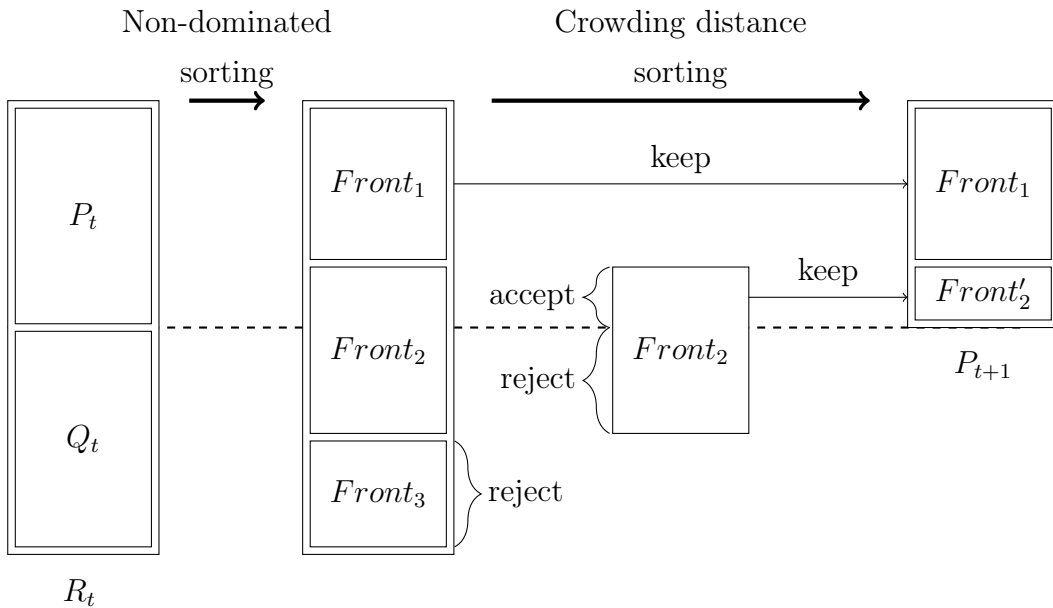 Non-dominated
sorting
Crowding distance
sorting
P_t
Q_t
R_t
Front_1
Front_2
Front_3
reject
keep
accept
reject
Front_2
keep
Front_1
Front'_2
P_{t+1}